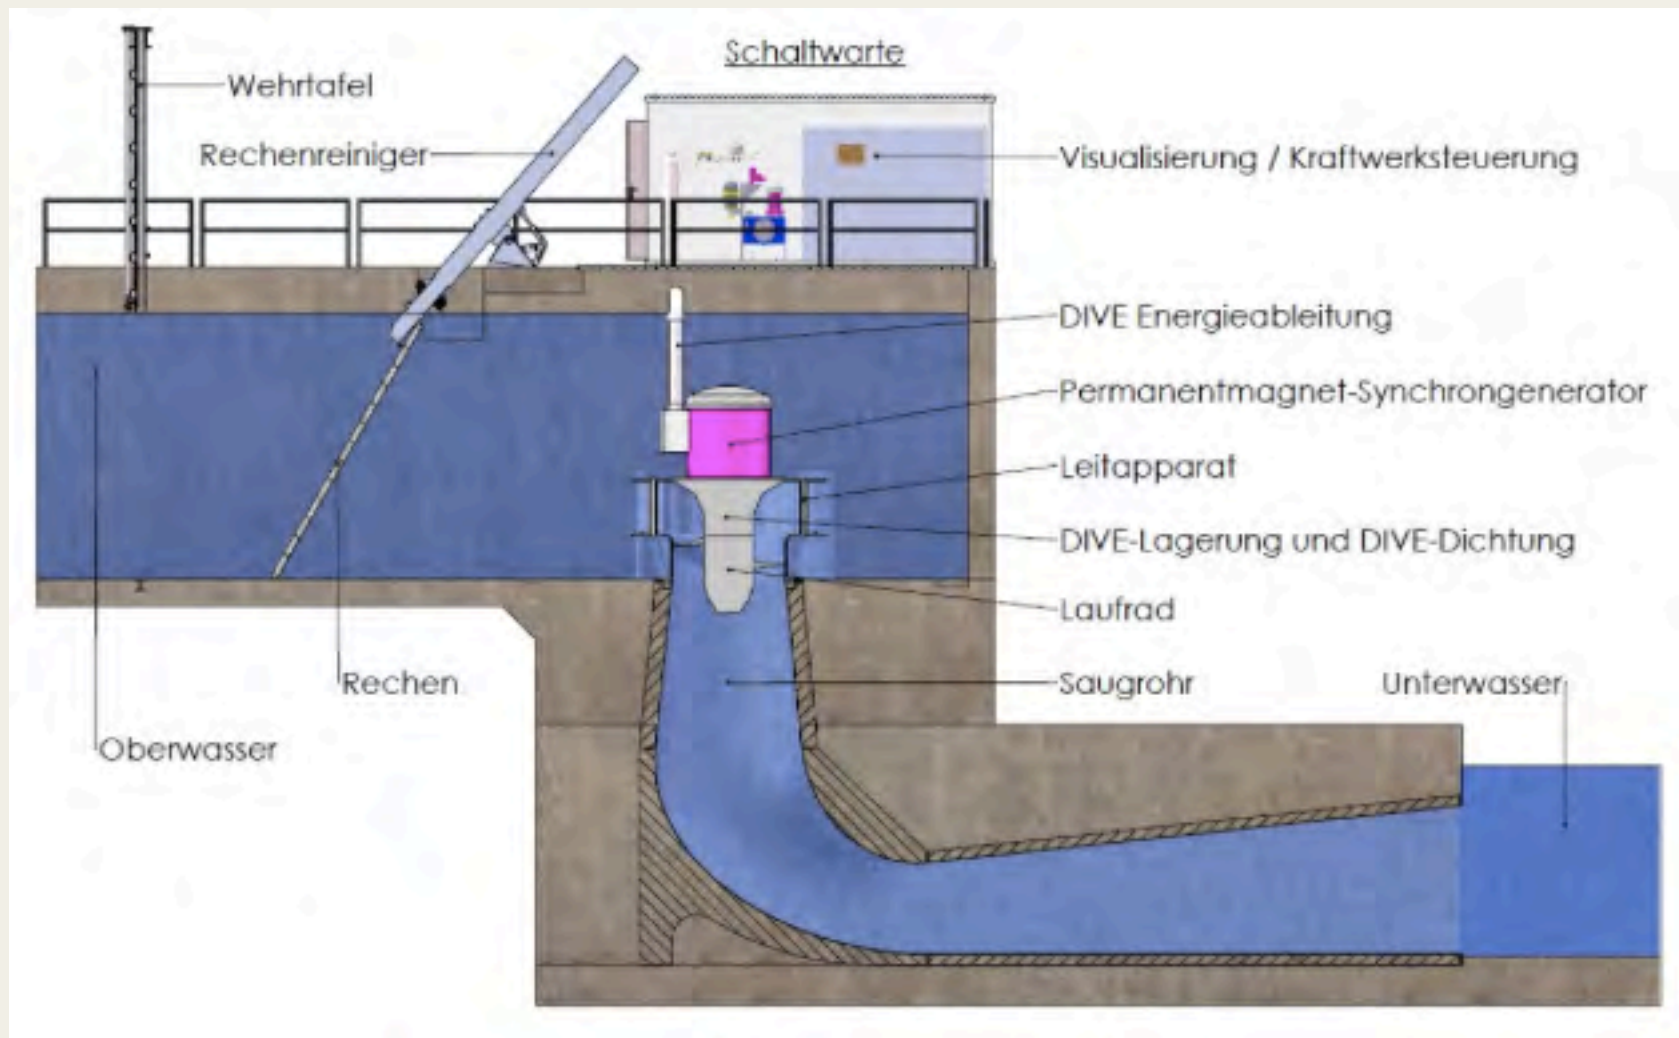 Schaltwarte
Wehrtafel
Rechenreiniger
Visualisierung / Kraftwerksteuerung
DIVE Energieableitung
Permanentmagnet-Synchrongenerator
Leitapparat
DIVE-Lagerung und DIVE-Dichtung
Laufrad
Rechen
Saugrohr
Unterwasser
Oberwasser